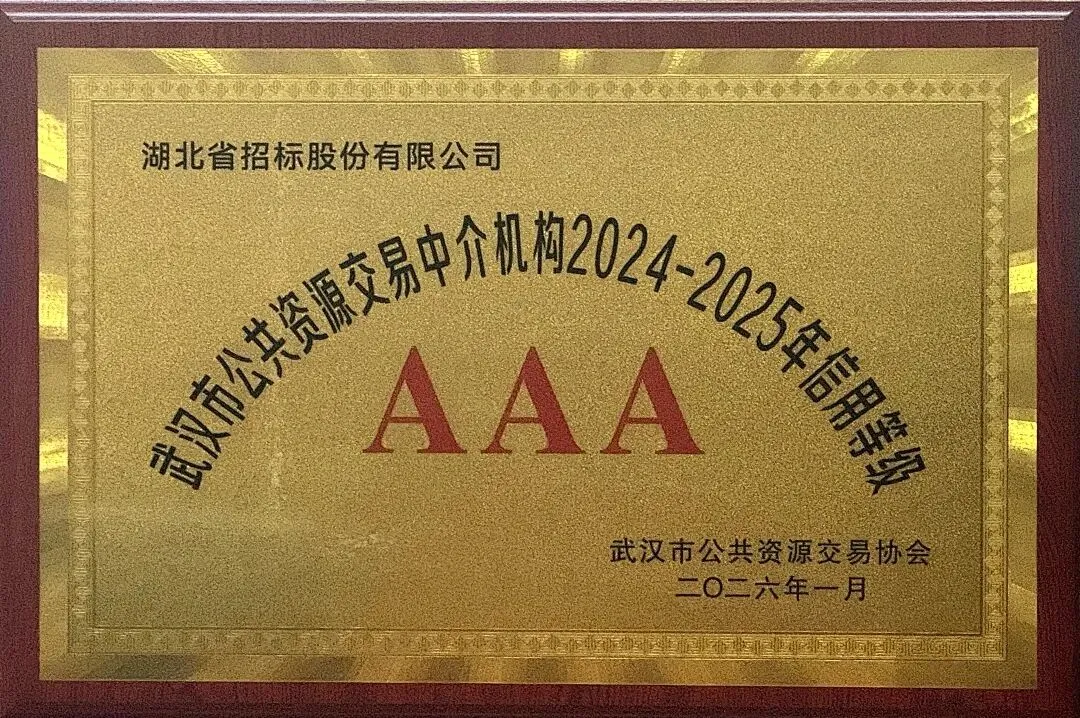 湖北省招标股份有限公司
武汉市公共资源交易中介机构2024-2025年信用等级
AAA
武汉市公共资源交易协会
二〇二六年一月